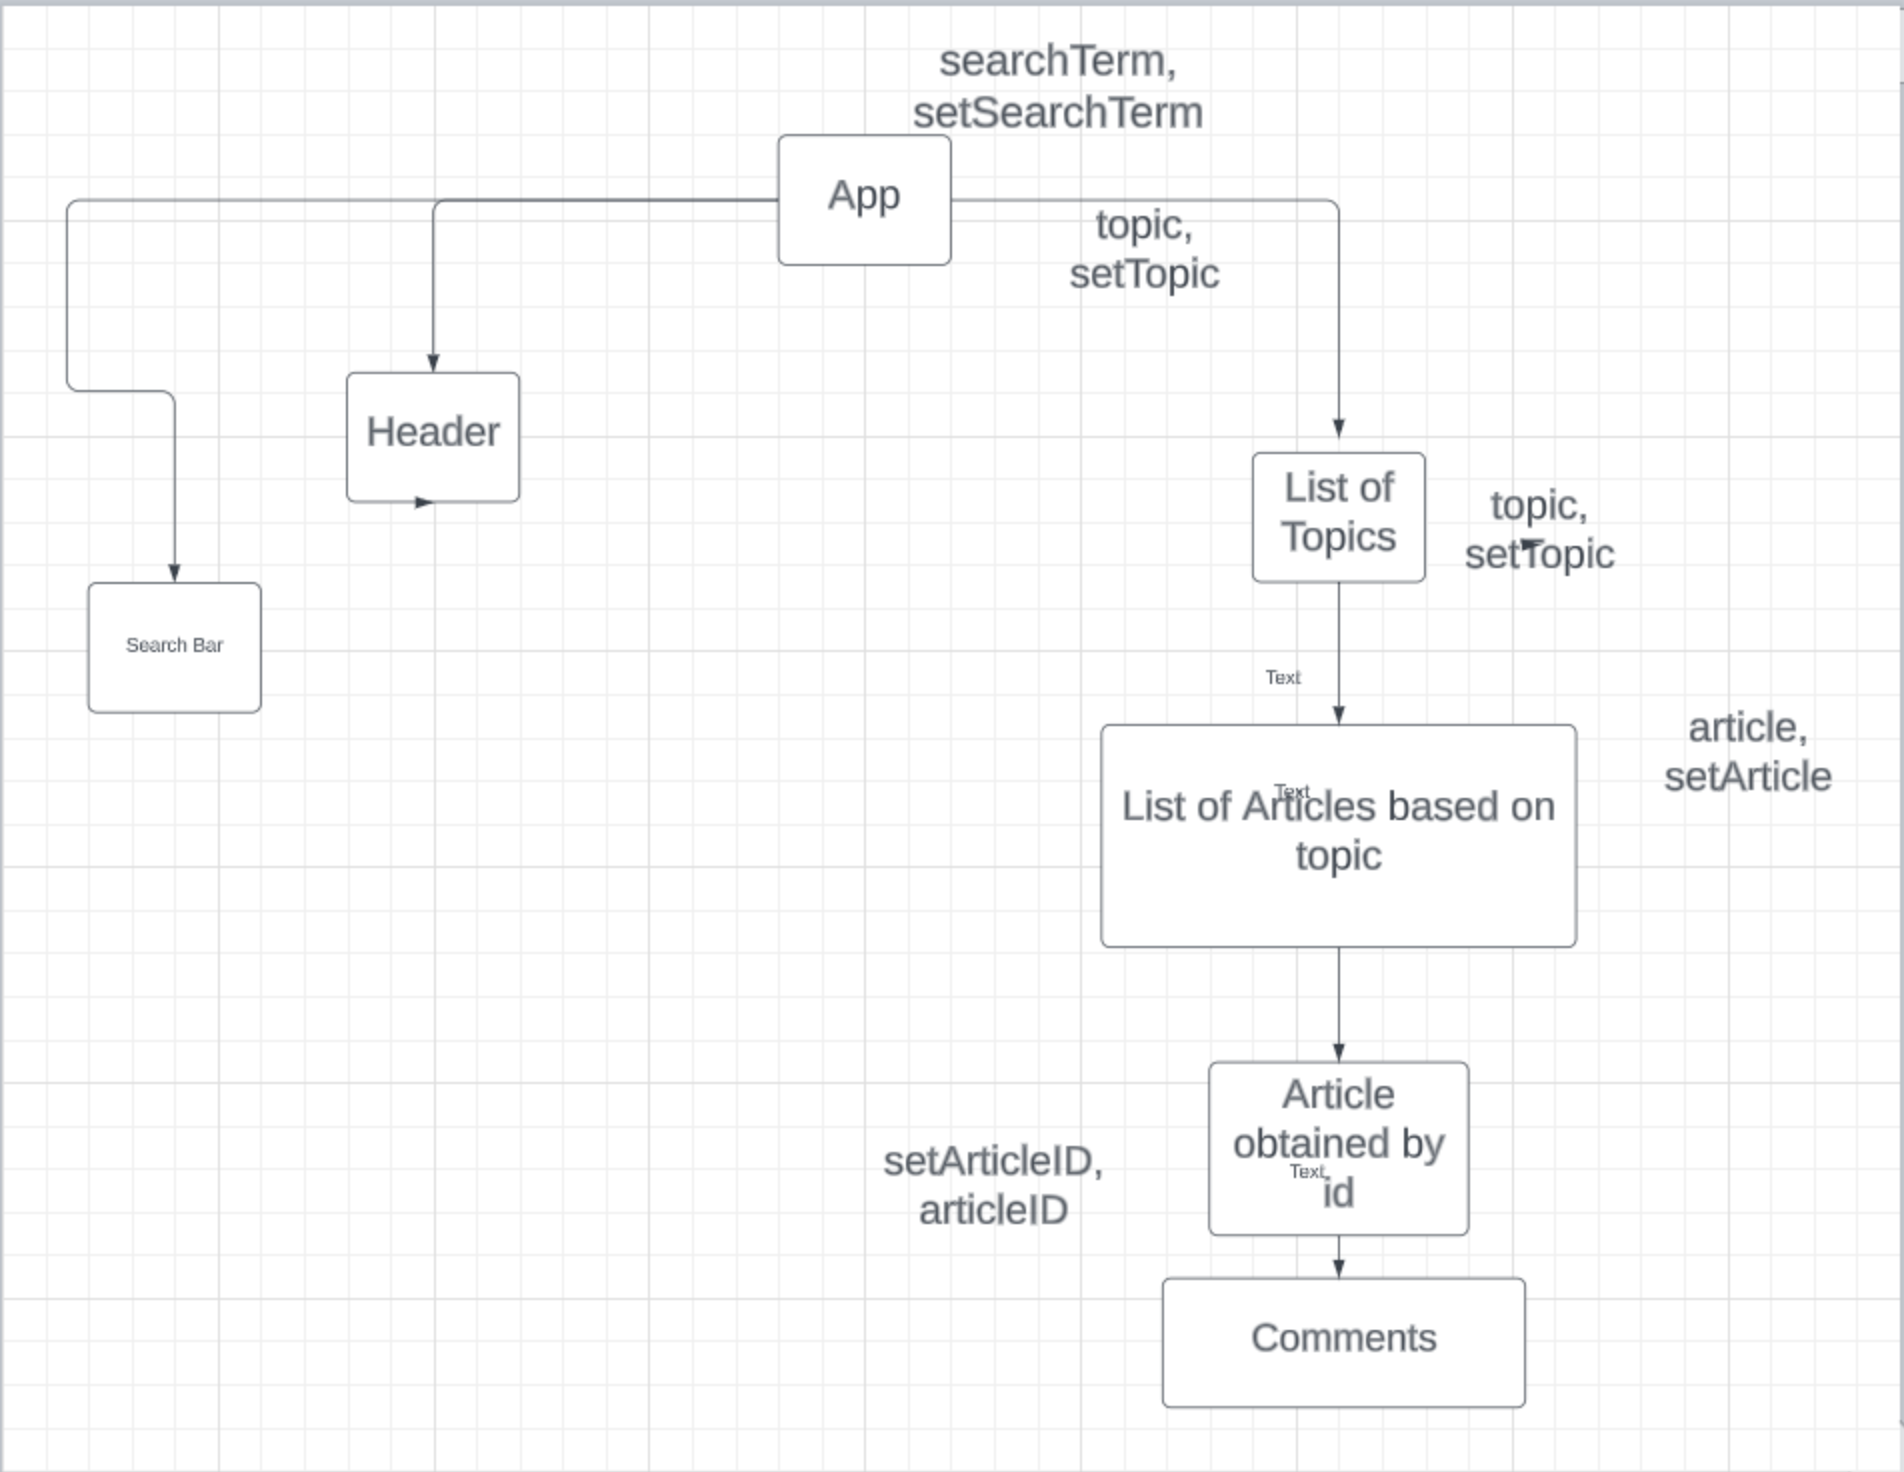 searchTerm,
setSearchTerm
App
topic,
setTopic
Header
List of
Topics
topic,
setTopic
Search Bar
Text
article,
setArticle
Text
List of Articles based on
topic
Article
obtained by
Text
id
setArticleID,
articleID
Comments